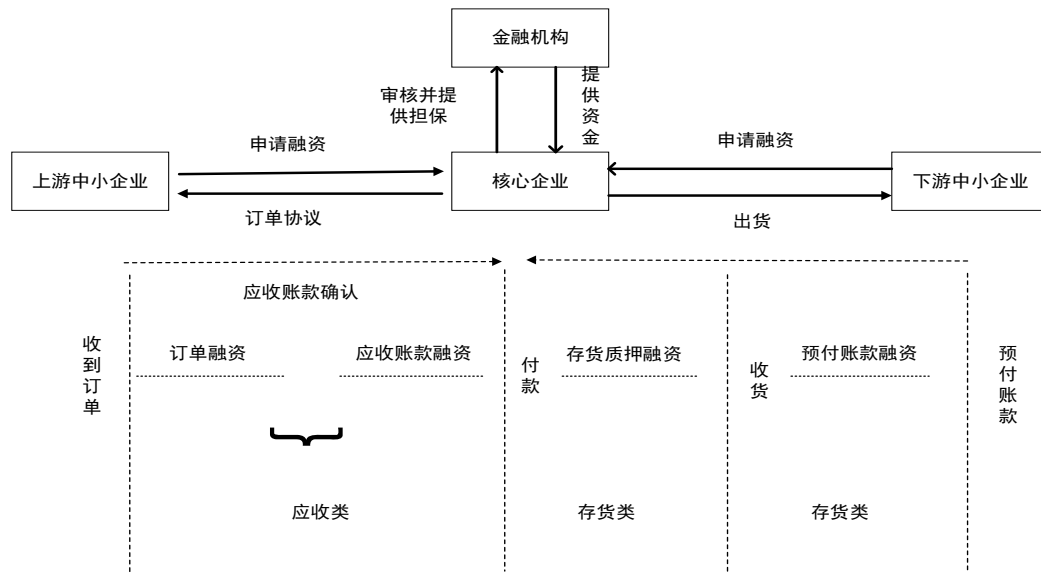 金融机构
审核并提
供担保
提供资金
申请融资
申请融资
上游中小企业
核心企业
下游中小企业
订单协议
出货
应收账款确认
收到订单
订单融资
应收账款融资
付款
存货质押融资
收货
预付账款融资
预付账款
应收类
存货类
存货类